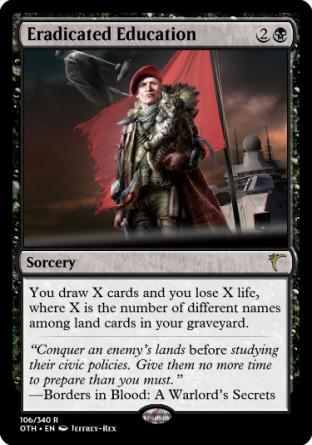 Eradicated Education 2
Sorcery
You draw X cards and you lose X life,
where X is the number of different names
among land cards in your graveyard.
“Conquer an enemy’s lands before studying
their civic policies. Give them no more time
to prepare than you must.”
—Borders in Blood: A Warlord’s Secrets
106/340 R
OTH • EN Jeffrey-Rex